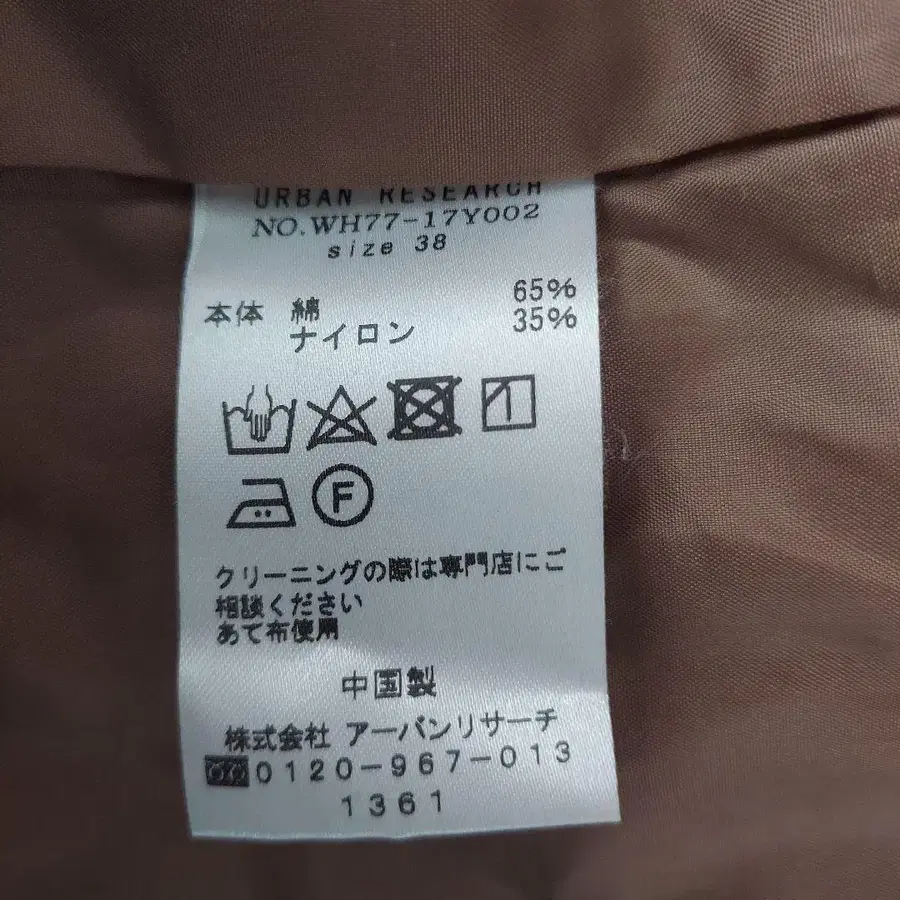 URBAN RESEARCH
NO.WH77-17Y002
size 38
本体 綿 65%
ナイロン 35%
F
クリーニングの際は専門店にご
相談ください
あて布使用
中国製
株式会社 アーバンリサーチ
0120-967-013
1361